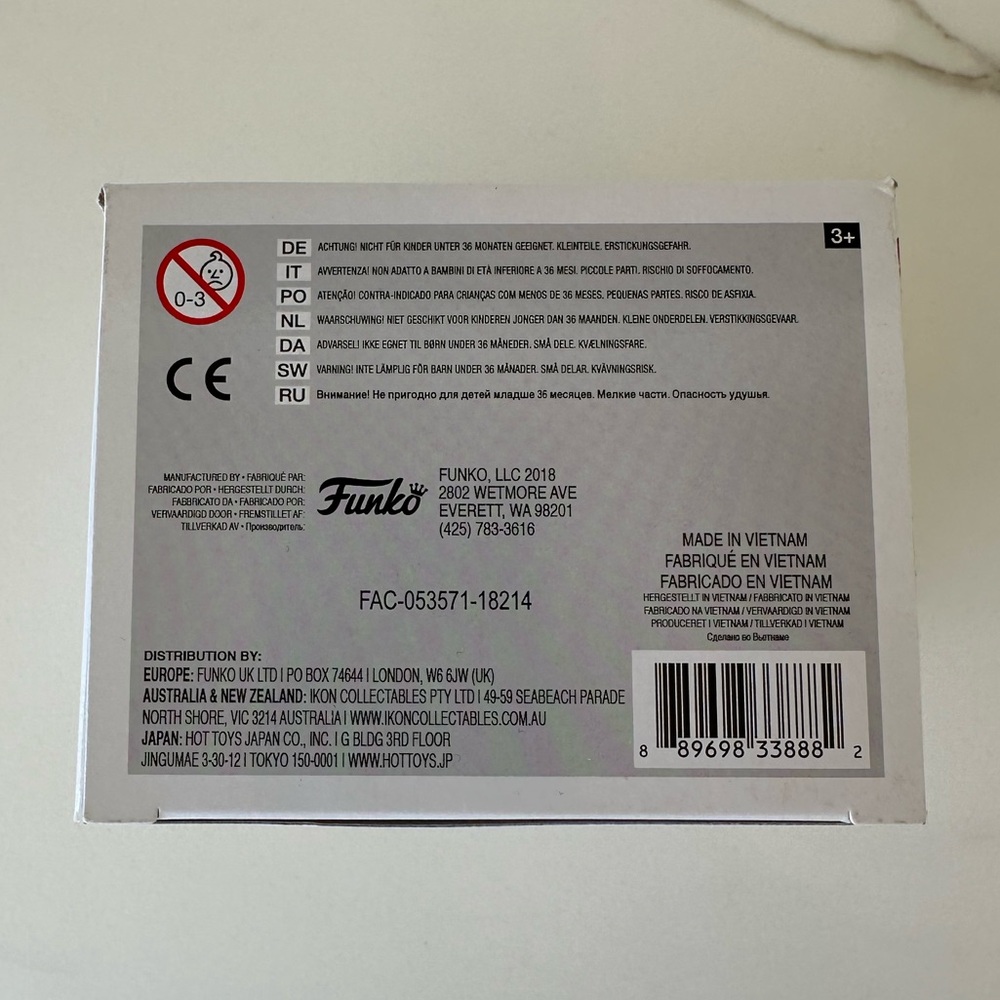 3+
0-3
DE ACHTUNG! NICHT FÜR KINDER UNTER 36 MONATEN GEEIGNET. KLEINTEILE. ERSTICKUNGSGEFAHR.
IT AVVERTENZA! NON ADATTO A BAMBINI DI ETÀ INFERIORE A 36 MESI. PICCOLE PARTI. RISCHIO DI SOFFOCAMENTO.
PO ATENÇÃO! CONTRA-INDICADO PARA CRIANÇAS COM MENOS DE 36 MESES. PEQUENAS PARTES. RISCO DE ASFIXIA.
NL WAARSCHUWING! NIET GESCHIKT VOOR KINDEREN JONGER DAN 36 MAANDEN. KLEINE ONDERDELEN. VERSTIKKINGSGEVAAR.
DA ADVARSEL! IKKE EGNET TIL BØRN UNDER 36 MÅNEDER. SMÅ DELE. KVÆLNINGSFARE.
SW VARNING! INTE LÄMPLIG FÖR BARN UNDER 36 MÅNADER. SMÅ DELAR. KVÄVNINGSRISK.
RU Внимание! Не пригодно для детей младше 36 месяцев. Мелкие части. Опасность удушья.
CE
MANUFACTURED BY • FABRIQUÉ PAR:
FABRICADO POR • HERGESTELLT DURCH:
FABBRICATO DA • FABRICADO POR:
VERVAARDIGD DOOR • FREMSTILLET AF:
TILLVERKAD AV • Производитель:
Funko
FUNKO, LLC 2018
2802 WETMORE AVE
EVERETT, WA 98201
(425) 783-3616
FAC-053571-18214
MADE IN VIETNAM
FABRIQUÉ EN VIETNAM
FABRICADO EN VIETNAM
HERGESTELLT IN VIETNAM / FABBRICATO IN VIETNAM
FABRICADO NA VIETNAM / VERVAARDIGD IN VIETNAM
PRODUCERET I VIETNAM / TILLVERKAD I VIETNAM
Сделано во Вьетнаме
DISTRIBUTION BY:
EUROPE: FUNKO UK LTD | PO BOX 74644 | LONDON, W6 6JW (UK)
AUSTRALIA & NEW ZEALAND: IKON COLLECTABLES PTY LTD | 49-59 SEABEACH PARADE
NORTH SHORE, VIC 3214 AUSTRALIA | WWW.IKONCOLLECTABLES.COM.AU
JAPAN: HOT TOYS JAPAN CO., INC. | G BLDG 3RD FLOOR
JINGUMAE 3-30-12 | TOKYO 150-0001 | WWW.HOTTOYS.JP
8 89698 33888 2